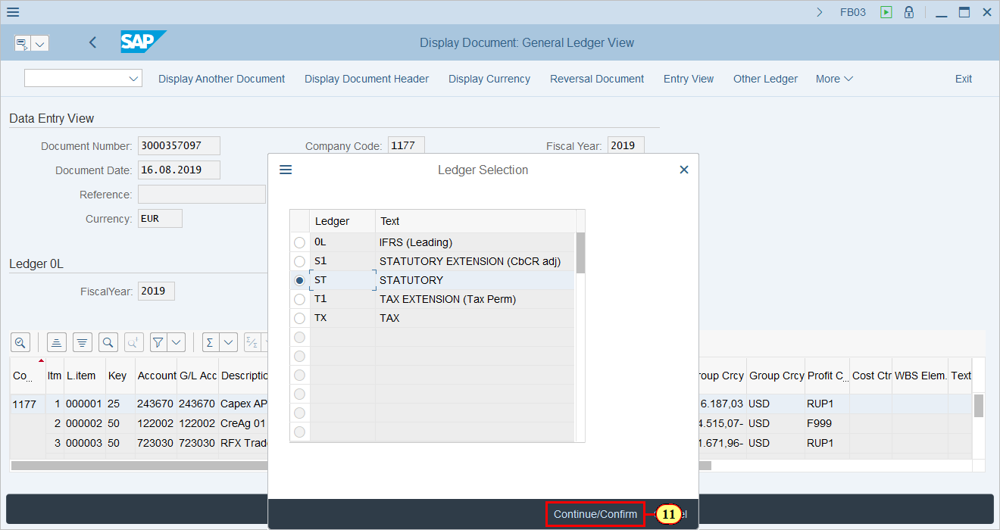 FB03
SAP
Display Document: General Ledger View
Display Another Document Display Document Header Display Currency Reversal Document Entry View Other Ledger More Exit
Data Entry View
Document Number: 3000357097 Company Code: 1177 Fiscal Year: 2019
Document Date: 16.08.2019
Reference:
Currency: EUR
Ledger 0L
FiscalYear: 2019
Ledger Selection
Ledger Text
0L IFRS (Leading)
S1 STATUTORY EXTENSION (CbCR adj)
ST STATUTORY
T1 TAX EXTENSION (Tax Perm)
TX TAX
Co... Itm L.item Key Account G/L Acc Descriptio roup Crcy Group Crcy Profit C... Cost Ctr WBS Elem. Text
1177 1 000001 25 243670 243670 Capex AP 6.187,03 USD RUP1
2 000002 50 122002 122002 CreAg 01 4.515,07- USD F999
3 000003 50 723030 723030 RFX Trad 1.671,96- USD RUP1
Continue/Confirm 11